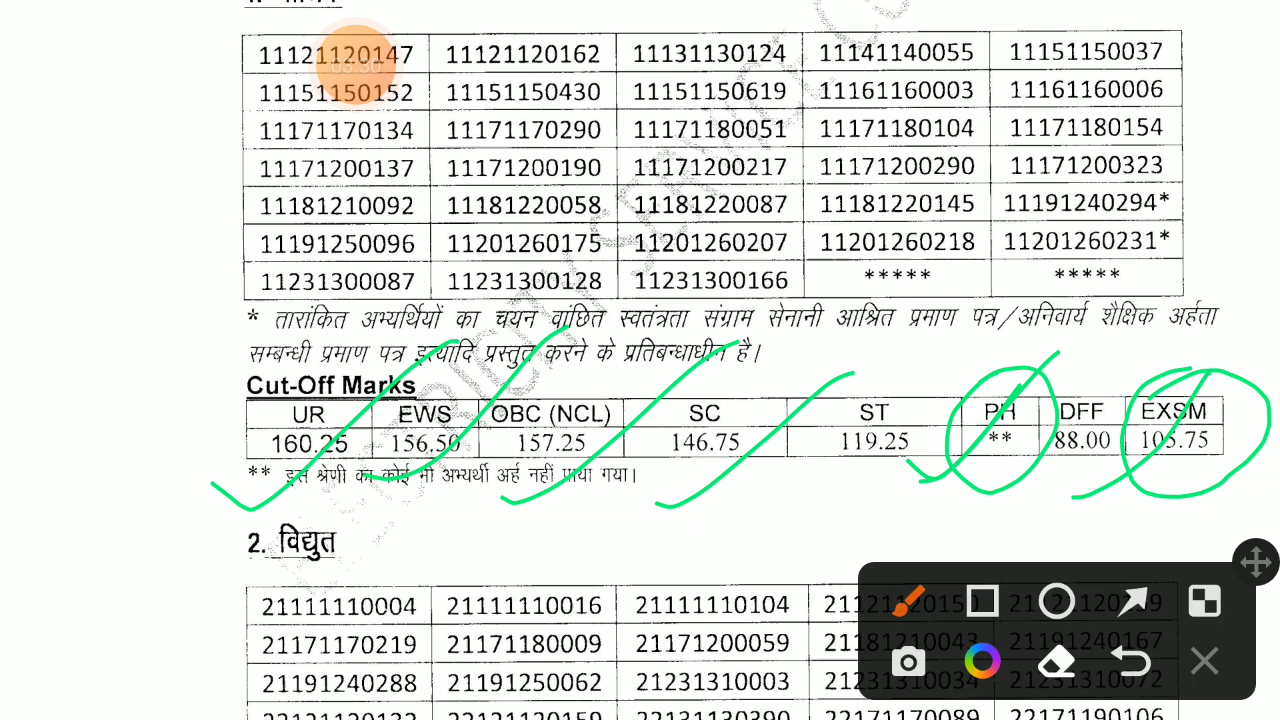 11121120147 11121120162 11131130124 11141140055 11151150037
11151150152 11151150430 11151150619 11161160003 11161160006
11171170134 11171170290 11171180051 11171180104 11171180154
11171200137 11171200190 11171200217 11171200290 11171200323
11181210092 11181220058 11181220087 11181220145 11191240294*
11191250096 11201260175 11201260207 11201260218 11201260231*
11231300087 11231300128 11231300166 ***** *****
* तारांकित अभ्यर्थियों का चयन वांछित स्वतंत्रता संग्राम सेनानी आश्रित प्रमाण पत्र/अनिवार्य शैक्षिक अर्हता
सम्बन्धी प्रमाण पत्र इत्यादि प्रस्तुत करने के प्रतिबन्धाधीन है।
Cut-Off Marks
UR EWS OBC (NCL) SC ST PH DFF EXSM
160.25 156.50 157.25 146.75 119.25 ** 88.00 105.75
** इस श्रेणी का कोई भी अभ्यर्थी अर्ह नहीं पाया गया।
2. विद्युत
21111110004 21111110016 21111110104
21171170219 21171180009 21171200059 21181210043 21191240167
21191240288 21191250062 21231310003 21231310034 21231310072